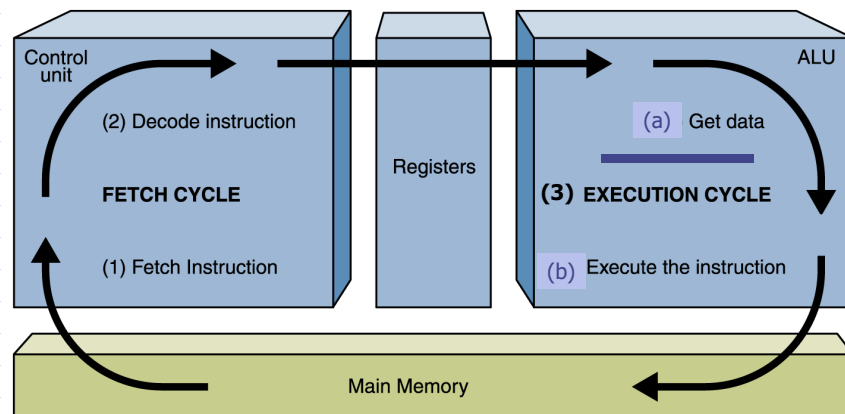 Control
unit
ALU
(2) Decode instruction
(a) Get data
Registers
FETCH CYCLE
(3) EXECUTION CYCLE
(1) Fetch Instruction
(b) Execute the instruction
Main Memory